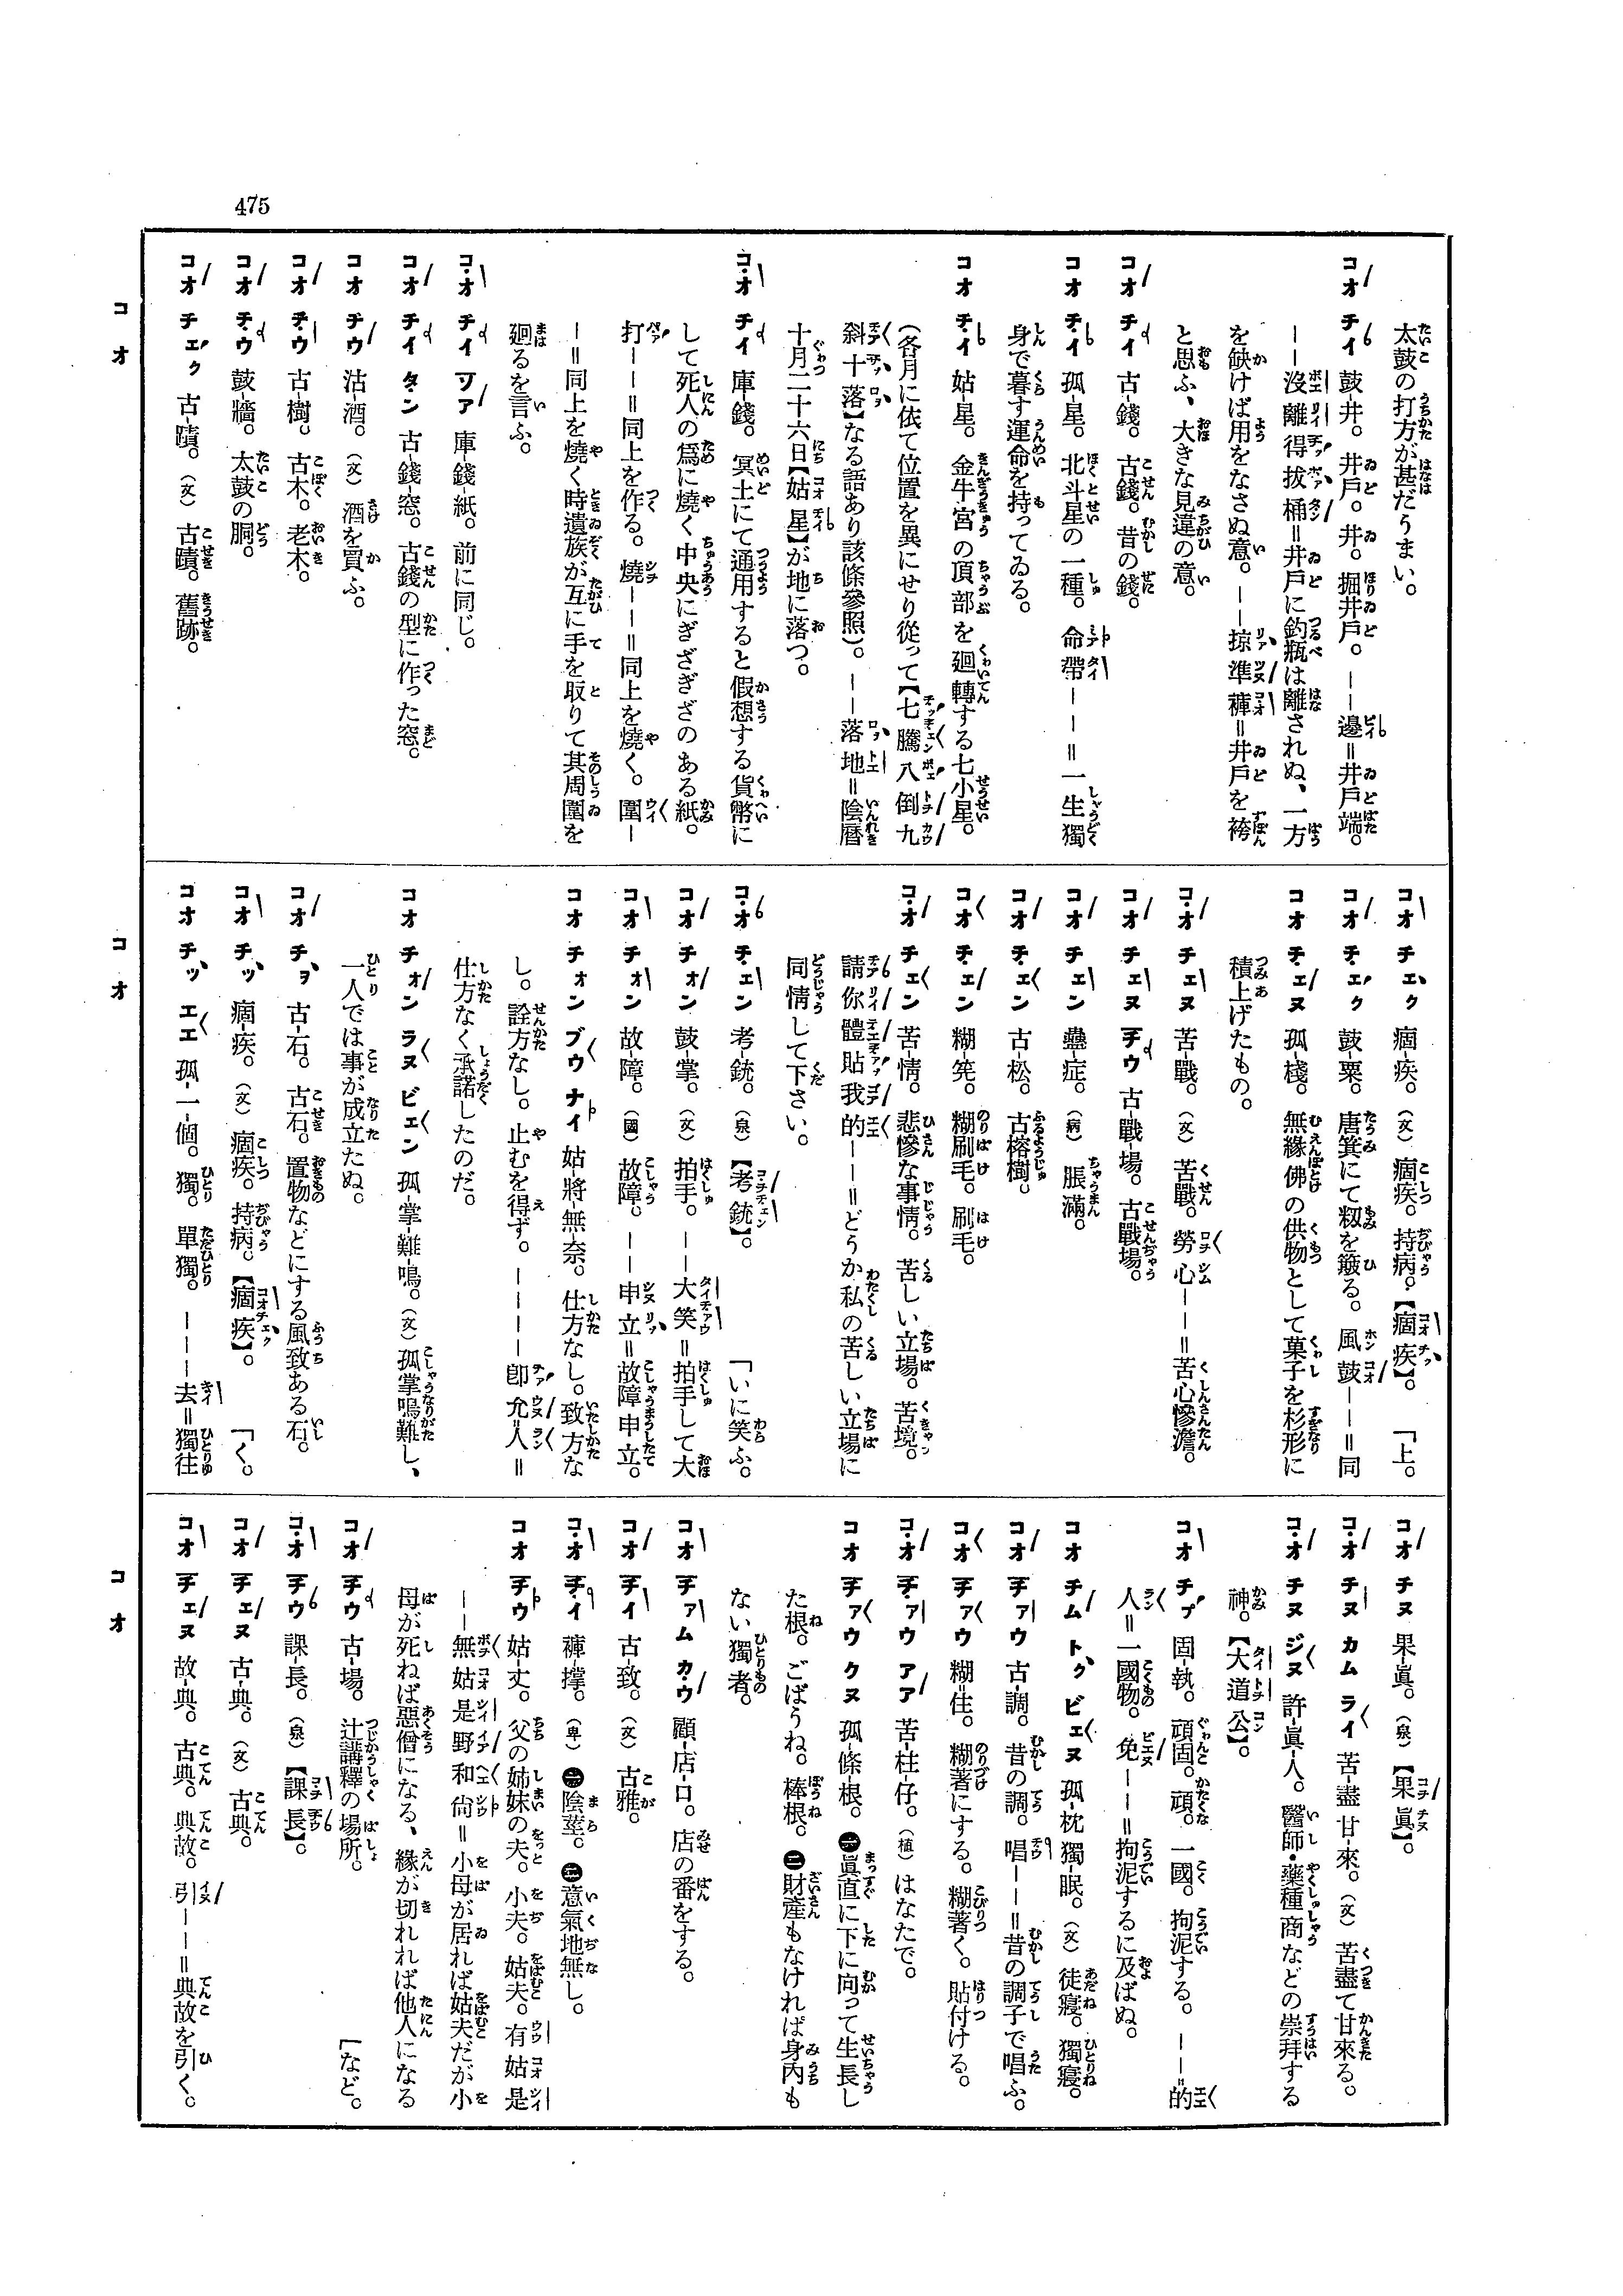 475
太鼓の打方が甚だうまい。
コオ チイ 鼓-井。井戸。井。掘井戸。――邊＝井戸端。
――沒離得拔桶＝井戸に釣瓶は離されぬ、一方
を缺けば用をなさぬ意。――掠準褲＝井戸を袴
と思ふ、大きな見違の意。
コオ チイ 古-錢。古錢。昔の錢。
コオ チイ 孤-星。北斗星の一種。命帶――＝一生獨
身で暮す運命を持つてゐる。
コオ チイ 姑-星。金牛宮の頂部を廻轉する七小星。
（各月に依て位置を異にせり從つて【七騰八倒九
斜十落】なる語あり該條參照）。――落地＝陰曆
十月二十六日【姑星】が地に落つ。
コオ チイ 庫-錢。冥土にて通用すると假想する貨幣に
して死人の爲に燒く中央にぎざぎざのある紙。
打――＝同上を作る。燒――＝同上を燒く。圍―
―＝同上を燒く時遺族が互に手を取りて其周圍を
廻るを言ふ。
コオ チイ ツァ 庫-錢-紙。前に同じ。
コオ チイ タン 古-錢-窓。古錢の型に作つた窓。
コオ チウ 沽-酒。（文）酒を買ふ。
コオ チウ 古-樹。古木。老木。
コオ チウ 鼓-牆。太鼓の胴。
コオ チェク 古-蹟。（文）古蹟。舊跡。
コオ チェク 痼-疾。（文）痼疾。持病。【痼疾】。「上。
コオ チェク 鼓-粟。唐箕にて籾を簸る。風鼓――＝同
コオ チェヌ 孤-棧。無緣佛の供物として菓子を杉形に
積上げたもの。
コオ チェヌ 苦-戰。（文）苦戰。勞心――＝苦心慘澹。
コオ チェヌ チウ 古-戰-場。古戰場。
コオ チェン 蠱-症。（病）脹滿。
コオ チェン 古-松。古榕樹。
コオ チェン 糊-筅。糊刷毛。刷毛。
コオ チェン 苦-情。悲慘な事情。苦しい立場。苦境。
請你體貼我的――＝どうか私の苦しい立場に
同情して下さい。
コオ チェン 考-銃。（泉）【考銃】。「いに笑ふ。
コオ チォン 鼓-掌。（文）拍手。――大笑＝拍手して大
コオ チォン 故-障。（國）故障。――申立＝故障申立。
コオ チォン ブウ ナイ 姑-將-無-奈。仕方なし。致方な
し。詮方なし。止むを得ず。――――卽允人＝
仕方なく承諾したのだ。
コオ チォン ラヌ ビェン 孤-掌-難-鳴。（文）孤掌鳴難し、
一人では事が成立たぬ。
コオ チヲ 古-石。古石。置物などにする風致ある石。
コオ チッ 痼-疾。（文）痼疾。持病。【痼疾】。「く。
コオ チッ エエ 孤-一-個。獨。單獨。―――去＝獨往
コオ チヌ 果-眞。（泉）【果眞】。
コオ チヌ カム ライ 苦-盡 甘-來。（文）苦盡て甘來る。
コオ チヌ ジヌ 許-眞-人。醫師・藥種商などの崇拜する
神。【大道公】。
コオ チプ 固-執。頑固。頑。一國。拘泥する。――的
人＝一國物。免――＝拘泥するに及ばぬ。
コオ チム トク ビェヌ 孤-枕 獨-眠。（文）徒寢。獨寢。
コオ チァウ 古-調。昔の調。唱――＝昔の調子で唱ふ。
コオ チァウ 糊-住。糊著にする。糊著く。貼付ける。
コオ チァウ アア 苦-柱-仔。（植）はなたで。
コオ チァウ クヌ 孤-條-根。㊀眞直に下に向つて生長し
た根。ごばうね。棒根。㊁財產もなければ身內も
ない獨者。
コオ チァム カウ 顧-店-口。店の番をする。
コオ チイ 古-致。（文）古雅。
コオ チイ 褲-撐。（卑）㊀陰莖。㊁意氣地無し。
コオ チウ 姑-丈。父の姉妹の夫。小夫。姑夫。有姑是
――無姑是野和尙＝小母が居れば姑夫だが小
母が死ねば惡僧になる、緣が切れれば他人になる
コオ チウ 古-場。辻講釋の場所。「など。
コオ チウ 課-長。（泉）【課長】。
コオ チェヌ 古-典。（文）古典。
コオ チェヌ 故-典。古典。典故。引――＝典故を引く。
コオ
コオ
コオ